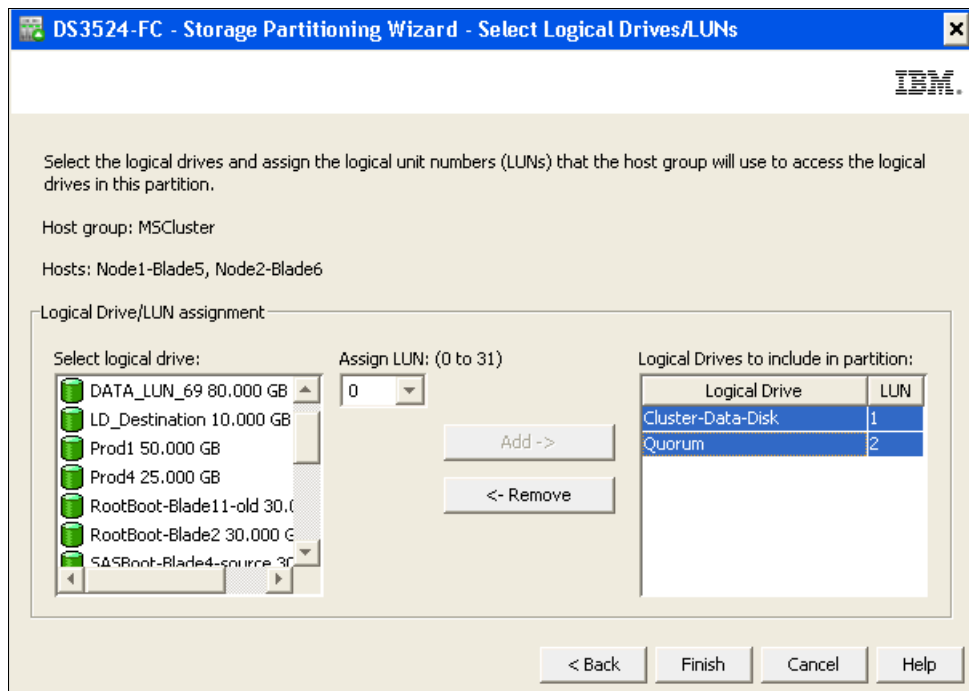 DS3524-FC - Storage Partitioning Wizard - Select Logical Drives/LUNs
IBM.
Select the logical drives and assign the logical unit numbers (LUNs) that the host group will use to access the logical
drives in this partition.
Host group: MSCluster
Hosts: Node1-Blade5, Node2-Blade6
Logical Drive/LUN assignment
Select logical drive:
DATA_LUN_69 80.000 GB
LD_Destination 10.000 GB
Prod1 50.000 GB
Prod4 25.000 GB
RootBoot-Blade11-old 30.(
RootBoot-Blade2 30.000 G
SASBoot-Blade4-source 30
Assign LUN: (0 to 31)
0
Add ->
<- Remove
Logical Drives to include in partition:
Logical Drive LUN
Cluster-Data-Disk 1
Quorum 2
< Back Finish Cancel Help